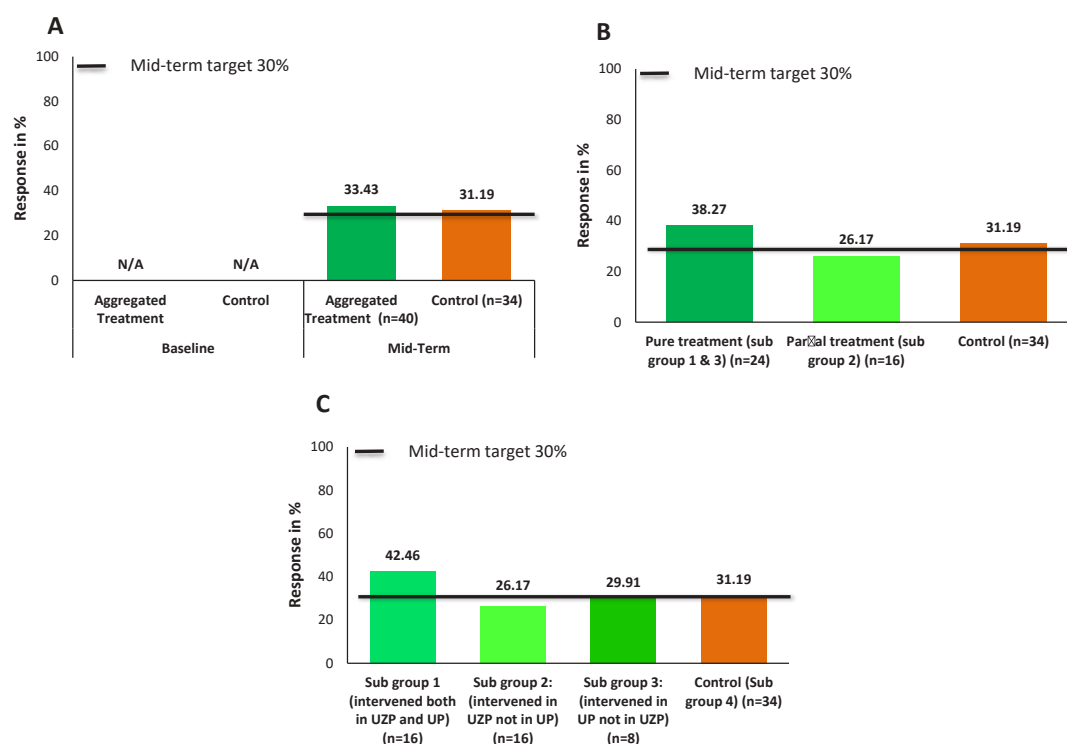 A
Response in %
100
80
60
40
20
0
Mid-term target 30%
N/A
N/A
33.43
31.19
Aggregated
Treatment
Control
Aggregated
Treatment (n=40)
Control (n=34)
Baseline
Mid-Term
B
Response in %
100
80
60
40
20
0
Mid-term target 30%
38.27
26.17
31.19
Pure treatment (sub
group 1 & 3) (n=24)
Par☒al treatment (sub
group 2) (n=16)
Control (n=34)
C
Response in %
100
80
60
40
20
0
Mid-term target 30%
42.46
26.17
29.91
31.19
Sub group 1
(intervened both
in UZP and UP)
(n=16)
Sub group 2:
(intervened in
UZP not in UP)
(n=16)
Sub group 3:
(intervened in
UP not in UZP)
(n=8)
Control (Sub
group 4) (n=34)